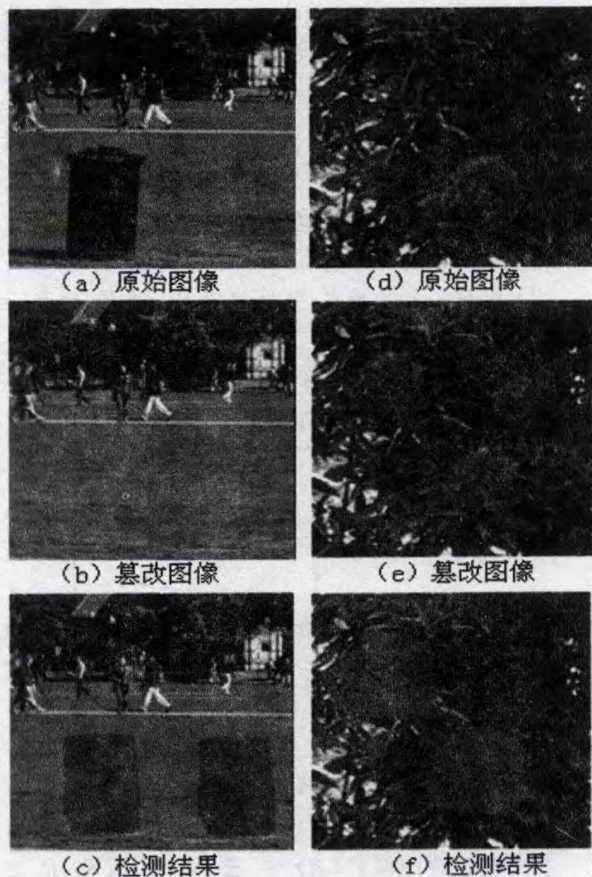 (a) 原始图像
(d) 原始图像
(b) 篡改图像
(e) 篡改图像
(c) 检测结果
(f) 检测结果